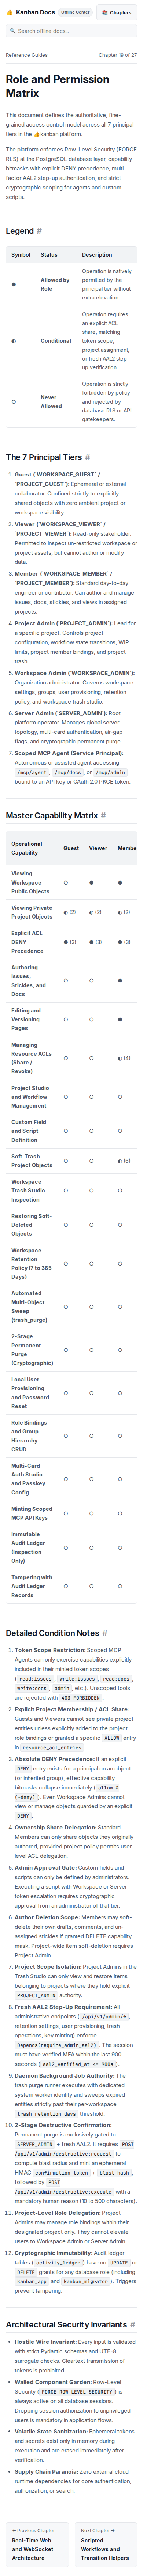 👍 Kanban Docs Offline Center 📚 Chapters
🔍 Search offline docs...
Reference Guides Chapter 19 of 27
Role and Permission
Matrix
This document defines the authoritative, fine-
grained access control matrix across all 7 principal
tiers in the 👍kanban platform.
The platform enforces Row-Level Security (FORCE
RLS) at the PostgreSQL database layer, capability
bitmasks with explicit DENY precedence, multi-
factor AAL2 step-up authentication, and strict
cryptographic scoping for agents and custom
scripts.
Legend #
Symbol Status Description
● Allowed by
Role Operation is natively
permitted by the
principal tier without
extra elevation.
◐ Conditional Operation requires
an explicit ACL
share, matching
token scope,
project assignment,
or fresh AAL2 step-
up verification.
○ Never
Allowed Operation is strictly
forbidden by policy
and rejected by
database RLS or API
gatekeepers.
The 7 Principal Tiers #
1. Guest (`WORKSPACE_GUEST` /
`PROJECT_GUEST`): Ephemeral or external
collaborator. Confined strictly to explicitly
shared objects with zero ambient project or
workspace visibility.
2. Viewer (`WORKSPACE_VIEWER` /
`PROJECT_VIEWER`): Read-only stakeholder.
Permitted to inspect un-restricted workspace or
project assets, but cannot author or modify
data.
3. Member (`WORKSPACE_MEMBER` /
`PROJECT_MEMBER`): Standard day-to-day
engineer or contributor. Can author and manage
issues, docs, stickies, and views in assigned
projects.
4. Project Admin (`PROJECT_ADMIN`): Lead for
a specific project. Controls project
configuration, workflow state transitions, WIP
limits, project membership, and project trash
recovery.
5. Workspace Admin (`WORKSPACE_ADMIN`):
Organization administrator. Governs workspace
settings, groups, user provisioning, retention
policy, and workspace trash studio.
6. Server Admin (`SERVER_ADMIN`): Root
platform operator. Manages global server
topology, multi-card authentication, air-gap
flags, and cryptographic permanent purge.
7. Scoped MCP Agent (Service Principal):
Autonomous or assisted agent accessing
/mcp/agent , /mcp/docs , or /mcp/admin
bound to an API key or OAuth 2.0 PKCE token.
Master Capability Matrix #
Operational
Capability Guest Viewer Membe
Viewing
Workspace-
Public Objects ○ ● ●
Viewing Private
Project Objects ◐ (2) ◐ (2) ◐ (2)
Explicit ACL
DENY
Precedence ● (3) ● (3) ● (3)
Authoring
Issues,
Stickies, and
Docs ○ ○ ●
Editing and
Versioning
Pages ○ ○ ●
Managing
Resource ACLs
(Share /
Revoke) ○ ○ ◐ (4)
Project Studio
and Workflow
Management ○ ○ ○
Custom Field
and Script
Definition ○ ○ ○
Soft-Trash
Project Objects ○ ○ ◐ (6)
Workspace
Trash Studio
Inspection ○ ○ ○
Restoring Soft-
Deleted
Objects ○ ○ ○
Workspace
Retention
Policy (7 to 365
Days) ○ ○ ○
Automated
Multi-Object
Sweep
(trash_purge) ○ ○ ○
2-Stage
Permanent
Purge
(Cryptographic) ○ ○ ○
Local User
Provisioning
and Password
Reset ○ ○ ○
Role Bindings
and Group
Hierarchy
CRUD ○ ○ ○
Multi-Card
Auth Studio
and Passkey
Config ○ ○ ○
Minting Scoped
MCP API Keys ○ ○ ○
Immutable
Audit Ledger
(Inspection
Only) ○ ○ ○
Tampering with
Audit Ledger
Records ○ ○ ○
Detailed Condition Notes #
1. Token Scope Restriction: Scoped MCP
Agents can only execute capabilities explicitly
included in their minted token scopes
( read:issues , write:issues , read:docs ,
write:docs , admin , etc.). Unscoped tools
are rejected with 403 FORBIDDEN .
2. Explicit Project Membership / ACL Share:
Guests and Viewers cannot see private project
entities unless explicitly added to the project
role bindings or granted a specific ALLOW entry
in resource_acl_entries .
3. Absolute DENY Precedence: If an explicit
DENY entry exists for a principal on an object
(or inherited group), effective capability
bitmasks collapse immediately ( allow &
(~deny) ). Even Workspace Admins cannot
view or manage objects guarded by an explicit
DENY .
4. Ownership Share Delegation: Standard
Members can only share objects they originally
authored, provided project policy permits user-
level ACL delegation.
5. Admin Approval Gate: Custom fields and
scripts can only be defined by administrators.
Executing a script with Workspace or Server
token escalation requires cryptographic
approval from an administrator of that tier.
6. Author Deletion Scope: Members may soft-
delete their own drafts, comments, and un-
assigned stickies if granted DELETE capability
mask. Project-wide item soft-deletion requires
Project Admin.
7. Project Scope Isolation: Project Admins in the
Trash Studio can only view and restore items
belonging to projects where they hold explicit
PROJECT_ADMIN authority.
8. Fresh AAL2 Step-Up Requirement: All
advanced studio operations ( /api/v1/admin/* ,
retention settings, user provisioning, trash
operations, key minting) enforce
Depends(require_admin_aal2) . The session
must have verified MFA within the last 900
seconds ( aal2_verified_at <= 900s ).
9. Daemon Background Job Authority: The
trash purge runner executes with dedicated
system worker identity and sweeps expired
entities strictly past the per-workspace
trash_retention_days threshold.
10. 2-Stage Destructive Confirmation:
Permanent purge is exclusively gated to
SERVER_ADMIN + fresh AAL2. It requires POST
/api/v1/admin/destructive:request to
compute exact blast radius and mint an ephemeral
HMAC confirmation_token + blast_hash ,
followed by POST
/api/v1/admin/destructive:execute with a
mandatory human reason (10 to 500 characters).
11. Project-Level Role Delegation: Project
Admins may manage role bindings within their
designated project only. They cannot elevate
users to Workspace Admin or Server Admin.
12. Cryptographic Immutability: Audit ledger
tables ( activity_ledger ) have no UPDATE or
DELETE grants for any database role (including
kanban_app and kanban_migrator ). Triggers
prevent tampering.
Architectural Security Invariants #
• Hostile Wire Invariant: Every input is validated
with strict Pydantic schemas and UTF-8
surrogate checks. Cleartext transmission of
tokens is prohibited.
• Walled Component Garden: Row-Level
Security ( FORCE ROW LEVEL SECURITY ) is
always active on all database sessions.
Dropping session authorization to unprivileged
users is mandatory in application flows.
• Volatile State Sanitization: Ephemeral tokens
and secrets exist only in memory during
execution and are erased immediately after
verification.
• Supply Chain Paranoia: Zero external cloud
runtime dependencies for core authentication,
authorization, or search.
← Previous Chapter
Real-Time Web
and WebSocket
Architecture
Next Chapter →
Scripted
Workflows and
Transition Helpers